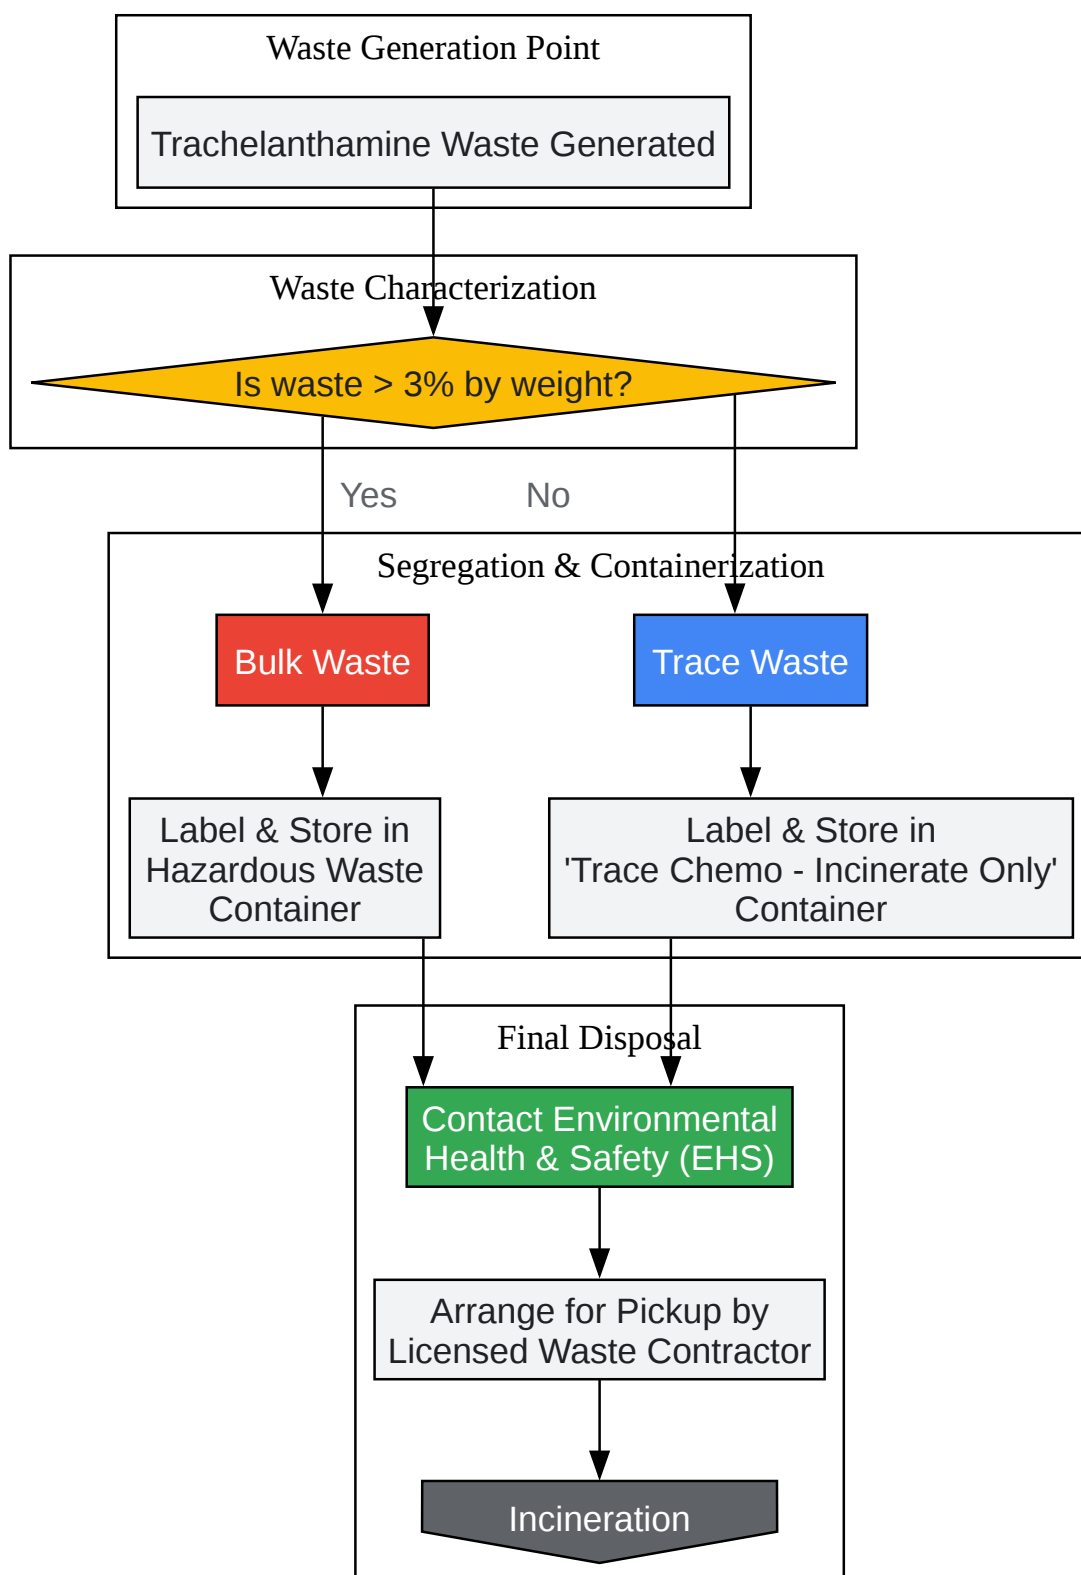 Waste Generation Point
Trachelanthamine Waste Generated
Waste Characterization
Is waste > 3% by weight?
Yes
No
Segregation & Containerization
Bulk Waste
Trace Waste
Label & Store in
Hazardous Waste
Container
Label & Store in
'Trace Chemo - Incinerate Only'
Container
Final Disposal
Contact Environmental
Health & Safety (EHS)
Arrange for Pickup by
Licensed Waste Contractor
Incineration